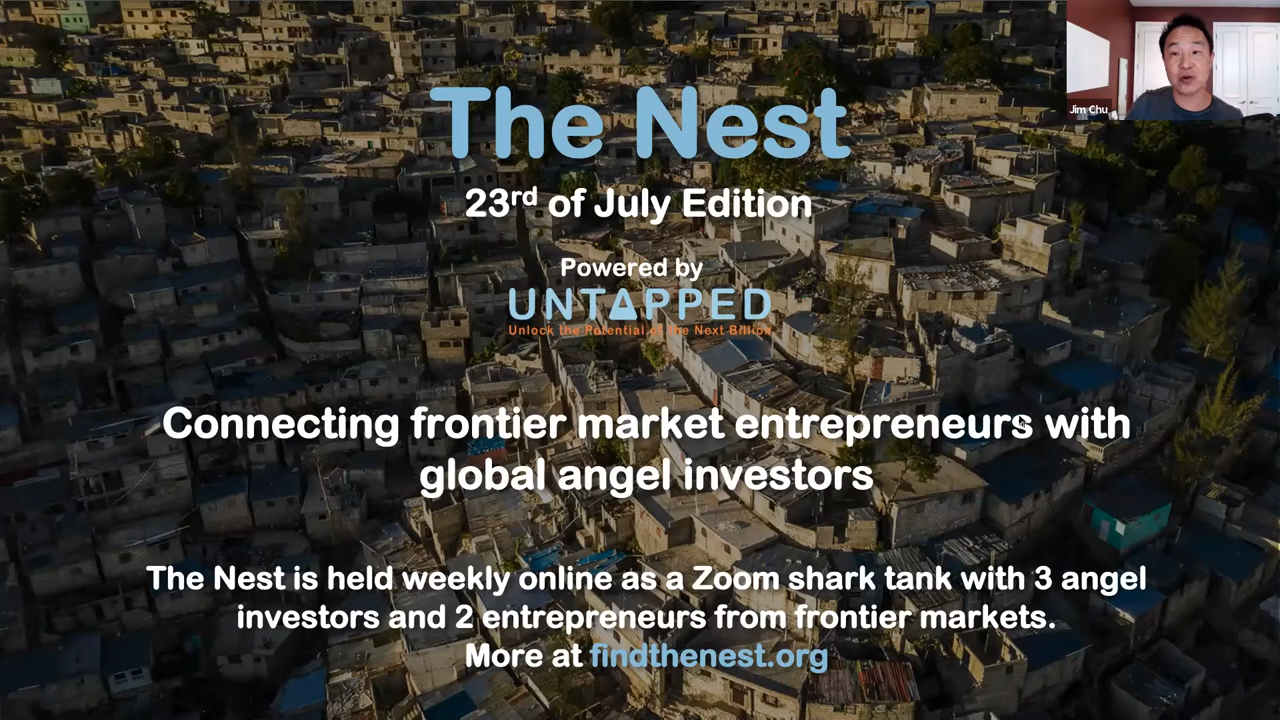 The Nest
23rd of July Edition
Powered by
UNTAPPED
Unlock the Potential of the Next Billion
Connecting frontier market entrepreneurs with
global angel investors
The Nest is held weekly online as a Zoom shark tank with 3 angel
investors and 2 entrepreneurs from frontier markets.
More at findthenest.org
Jim Chu